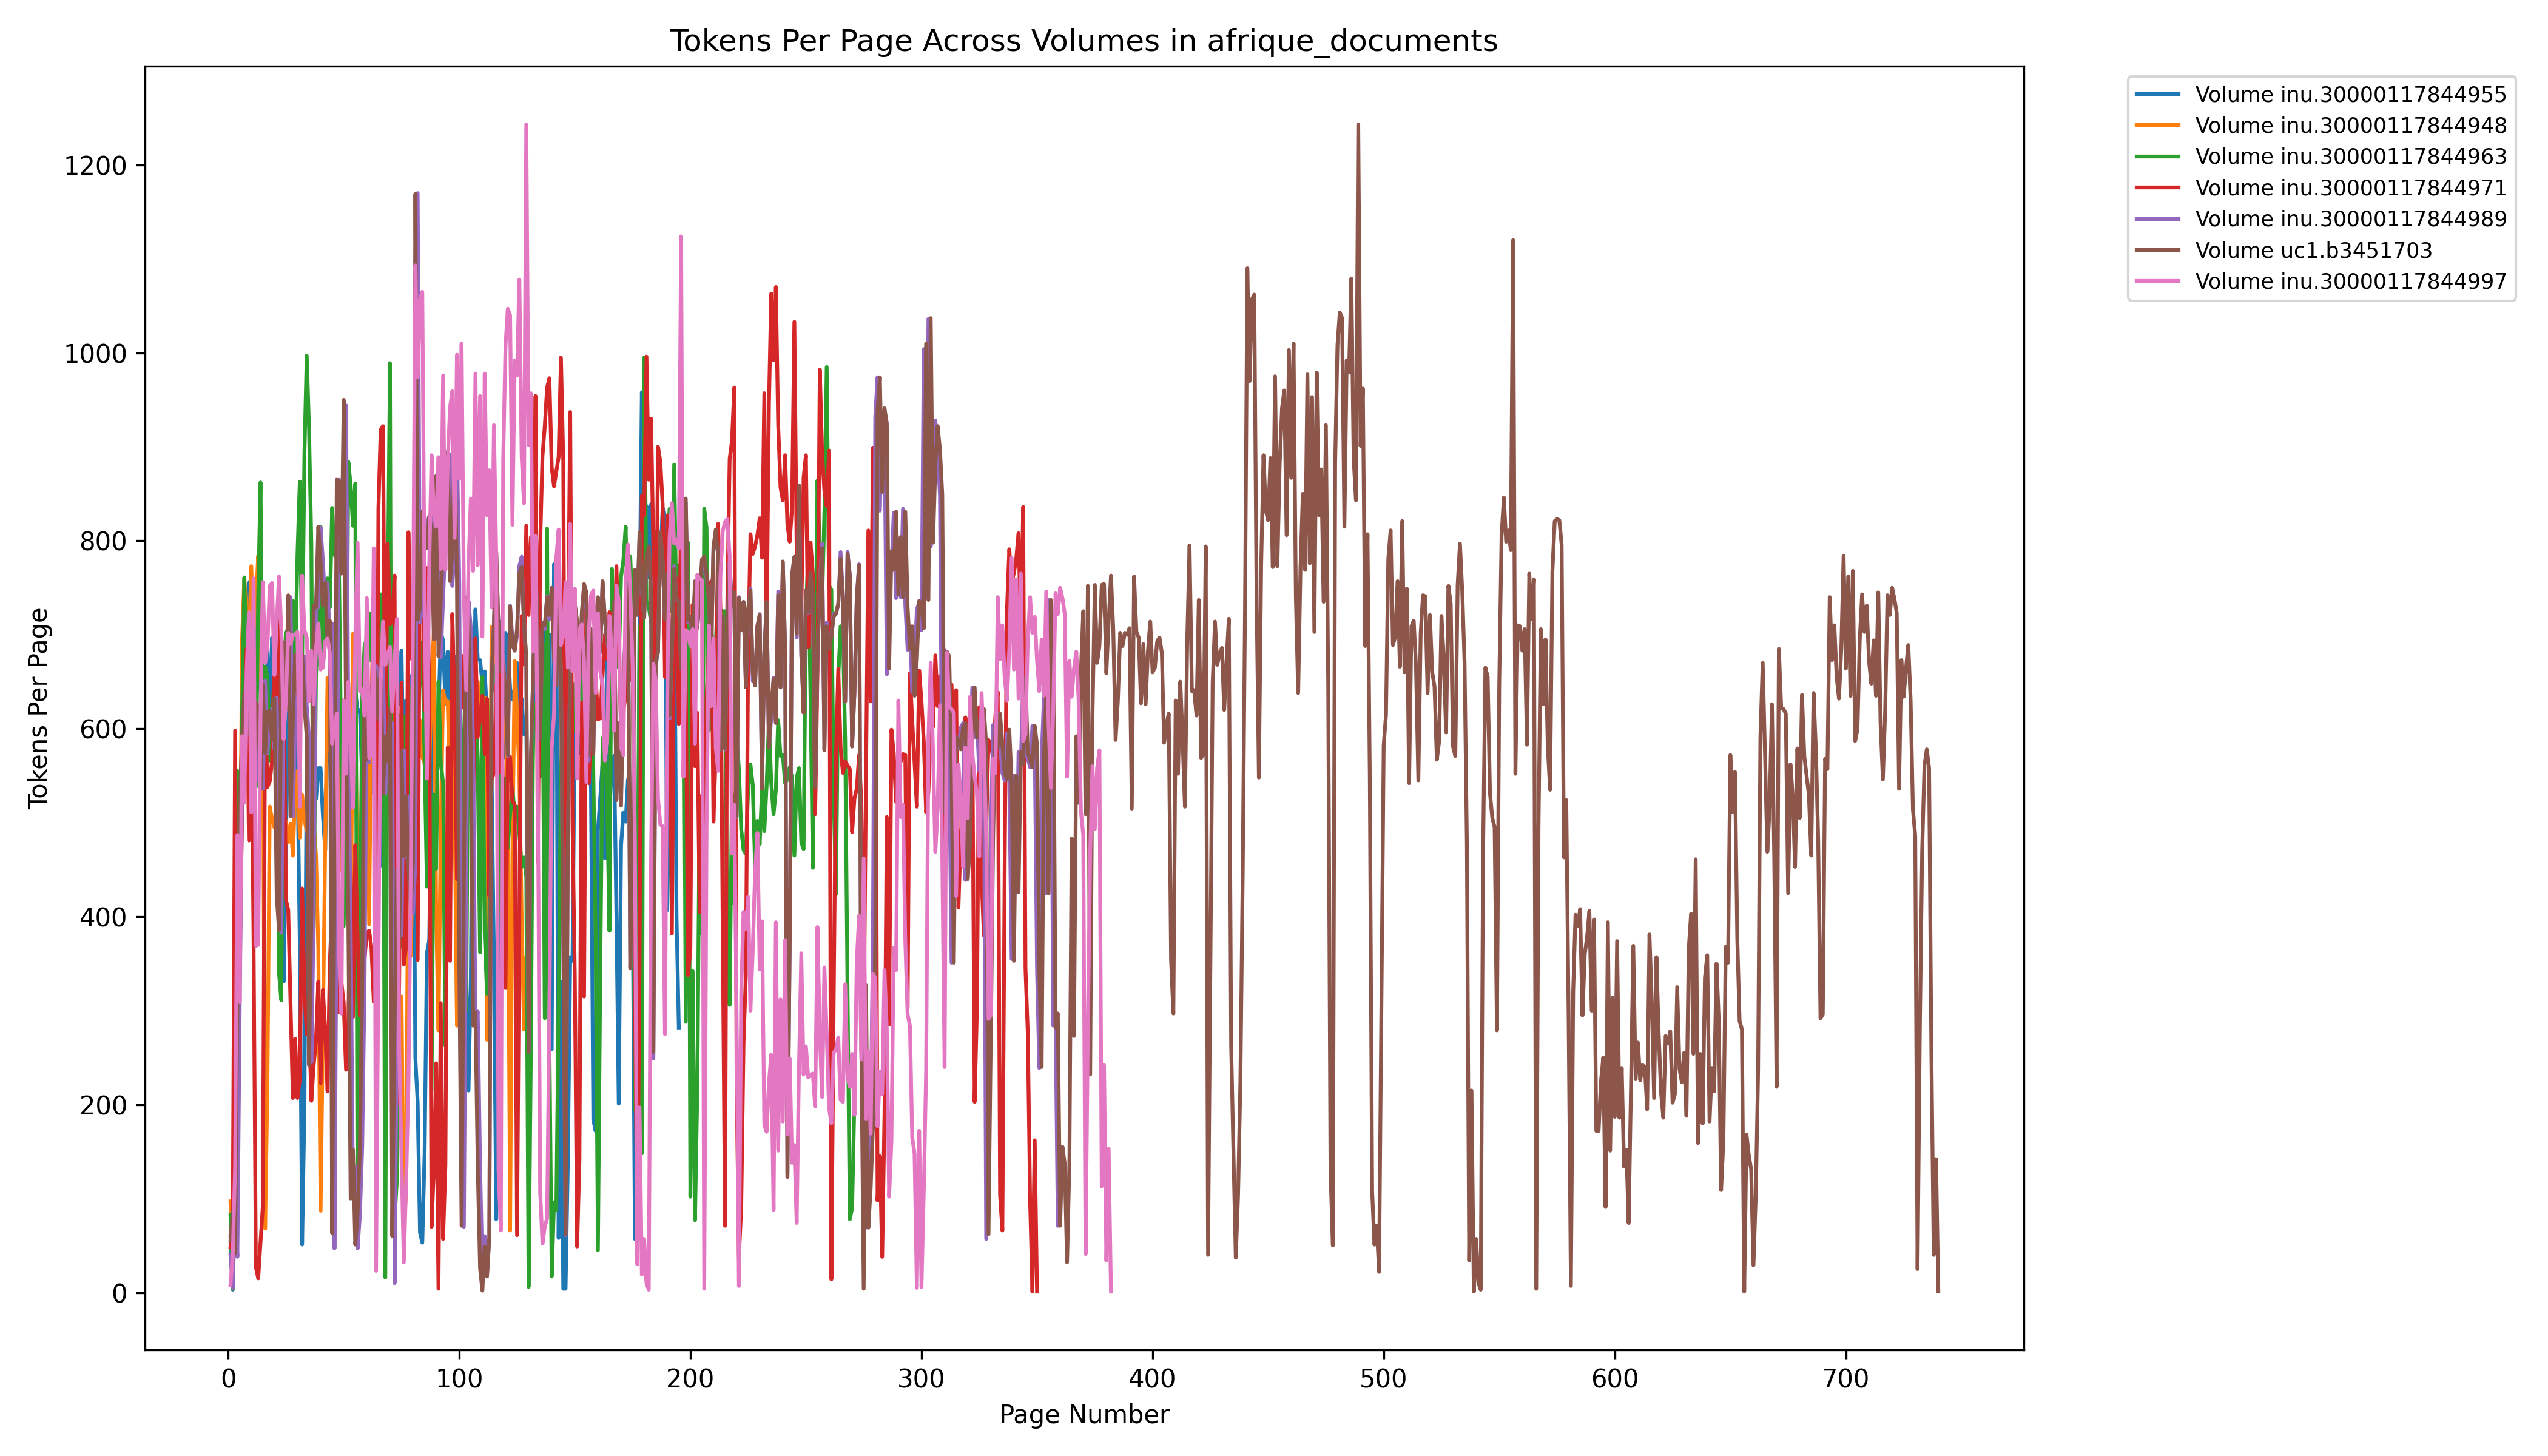 Tokens Per Page Across Volumes in afrique_documents
Tokens Per Page
1200
1000
800
600
400
200
0
0 100 200 300 400 500 600 700
Page Number
Volume inu.30000117844955
Volume inu.30000117844948
Volume inu.30000117844963
Volume inu.30000117844971
Volume inu.30000117844989
Volume uc1.b3451703
Volume inu.30000117844997